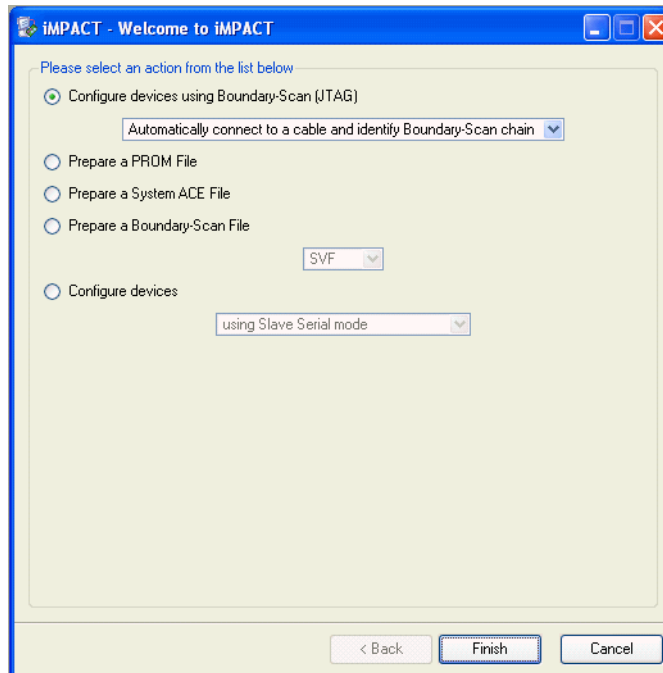 iMPACT - Welcome to iMPACT
Please select an action from the list below
Configure devices using Boundary-Scan (JTAG)
Automatically connect to a cable and identify Boundary-Scan chain
Prepare a PROM File
Prepare a System ACE File
Prepare a Boundary-Scan File
SVF
Configure devices
using Slave Serial mode
< Back Finish Cancel